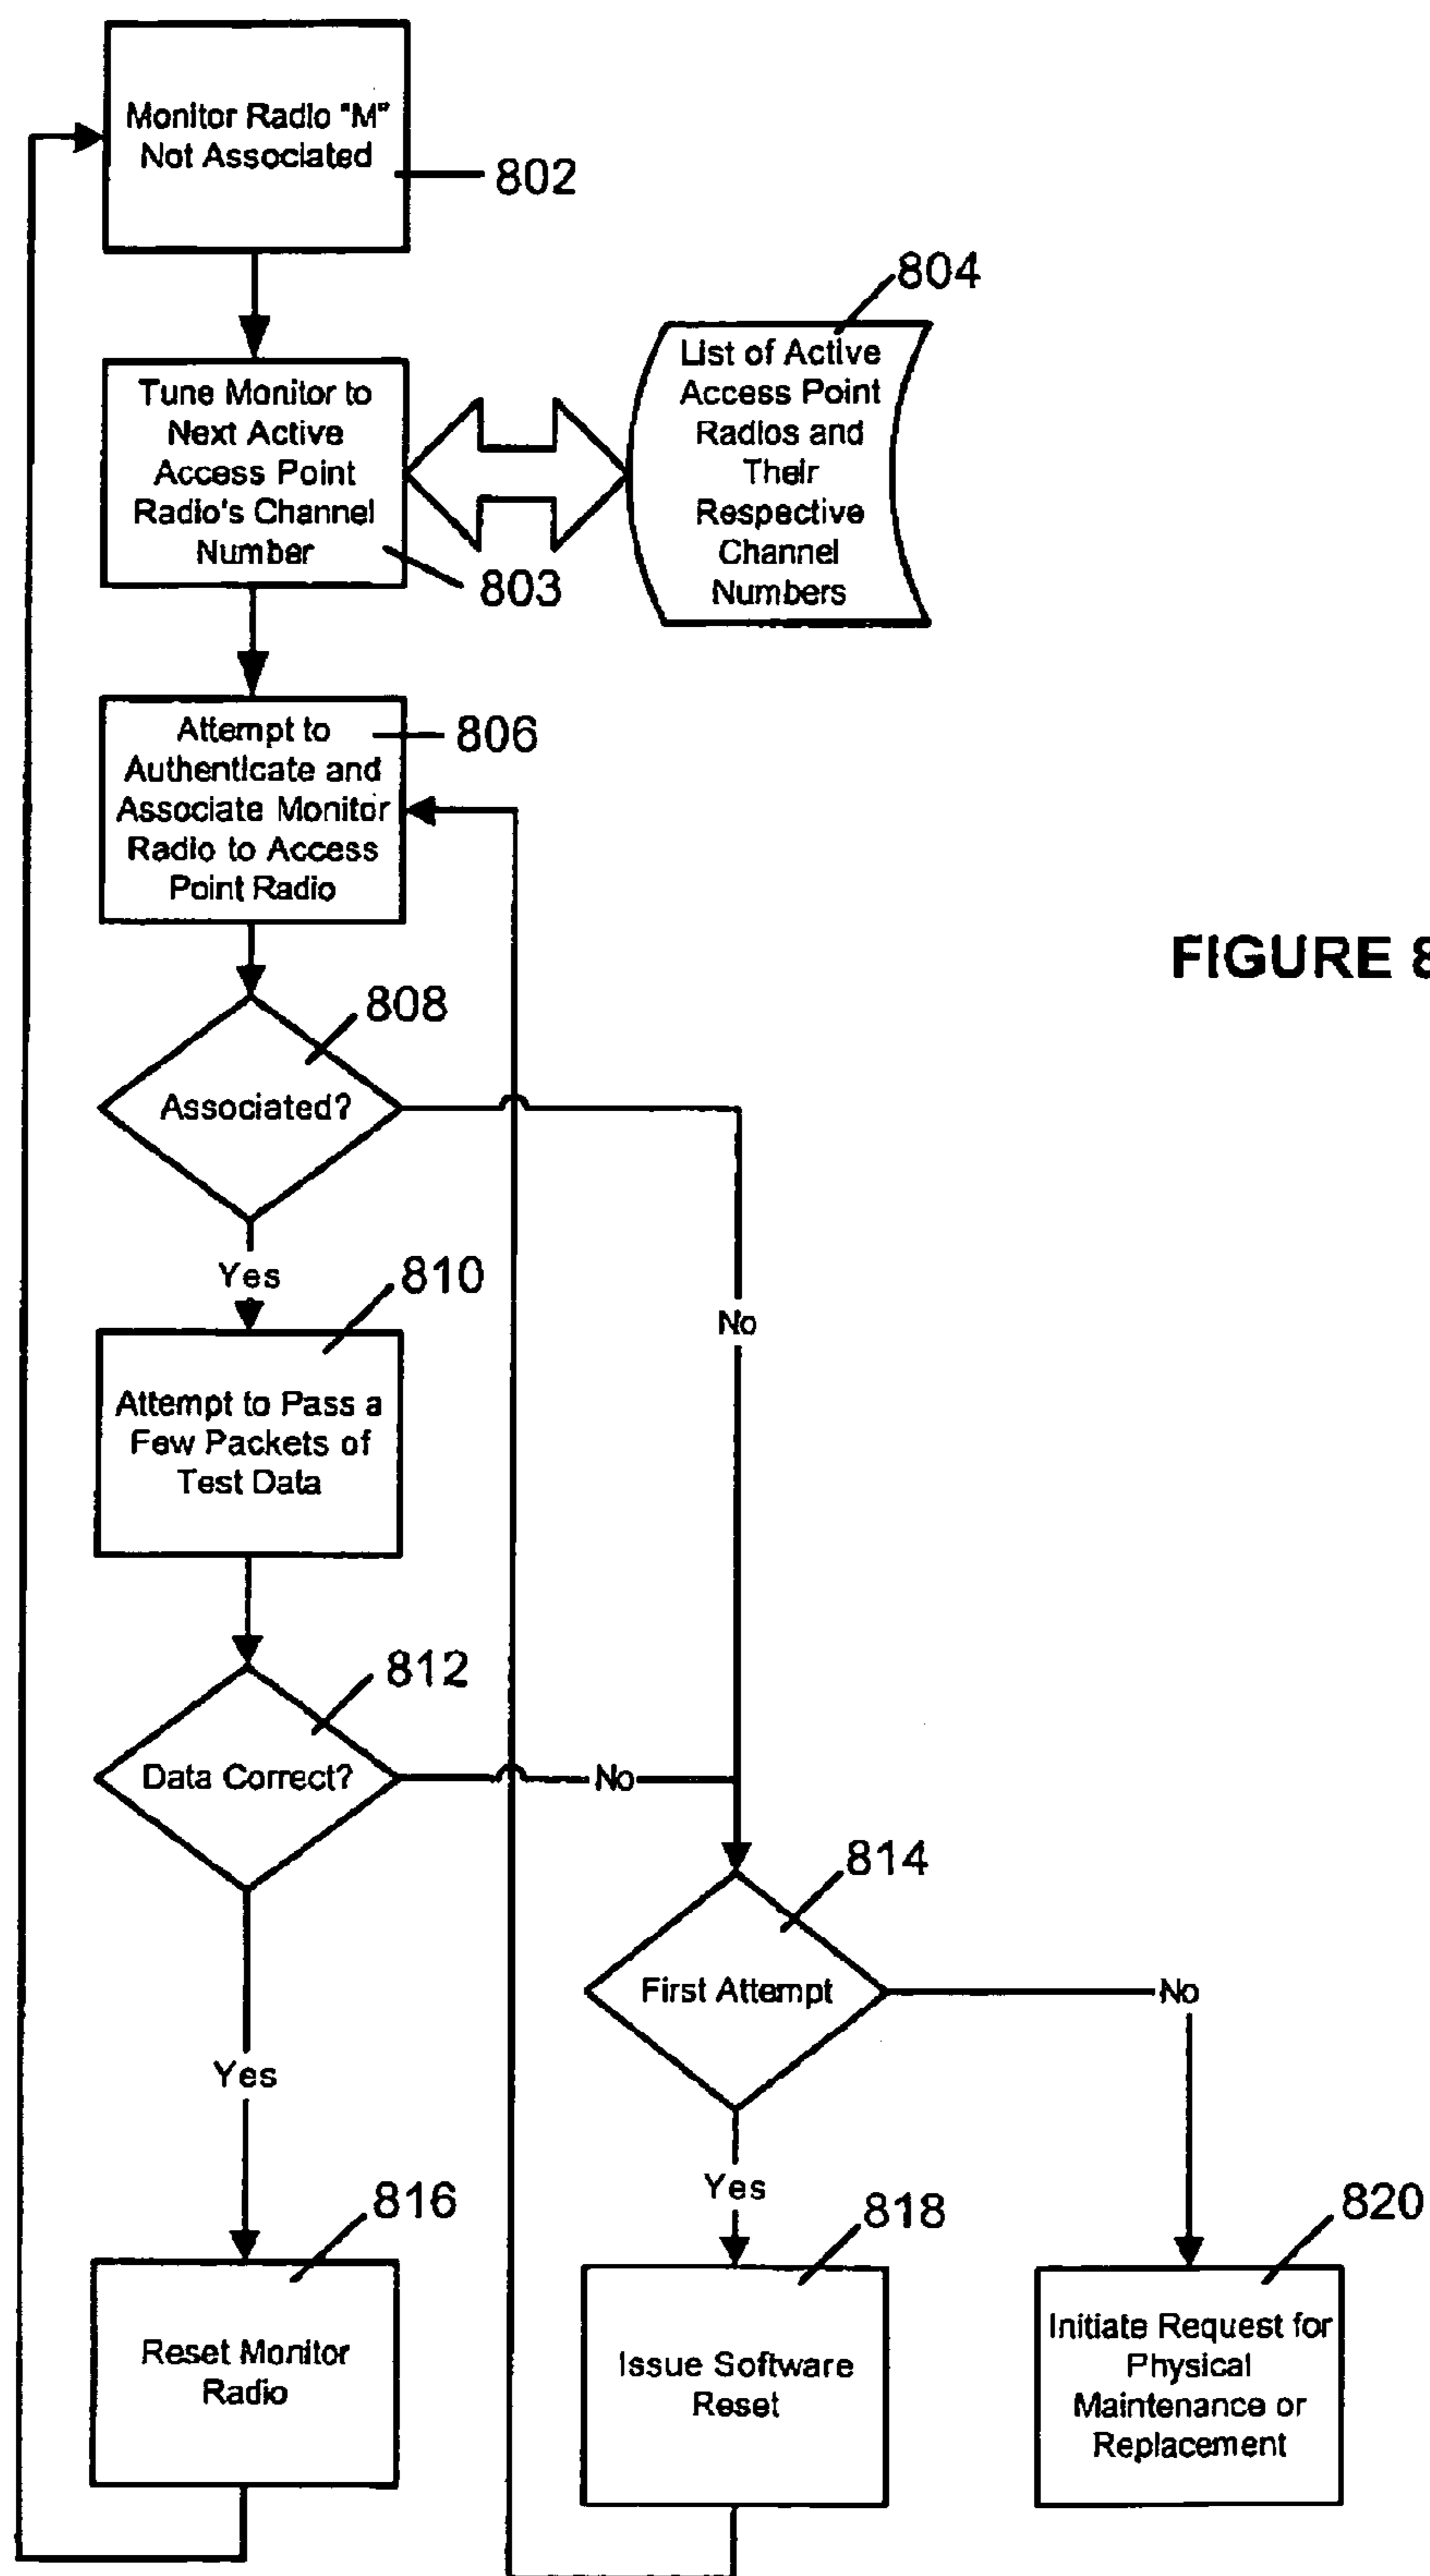 Monitor Radio "M"
Not Associated
802
804
Tune Monitor to
Next Active
Access Point
Radio's Channel
Number
803
List of Active
Access Point
Radios and
Their
Respective
Channel
Numbers
Attempt to
Authenticate and
Associate Monitor
Radio to Access
Point Radio
806
FIGURE 8
808
Associated?
Yes
No
810
Attempt to Pass a
Few Packets of
Test Data
812
Data Correct?
No
814
First Attempt
No
Yes
Yes
816
818
820
Reset Monitor
Radio
Issue Software
Reset
Initiate Request for
Physical
Maintenance or
Replacement